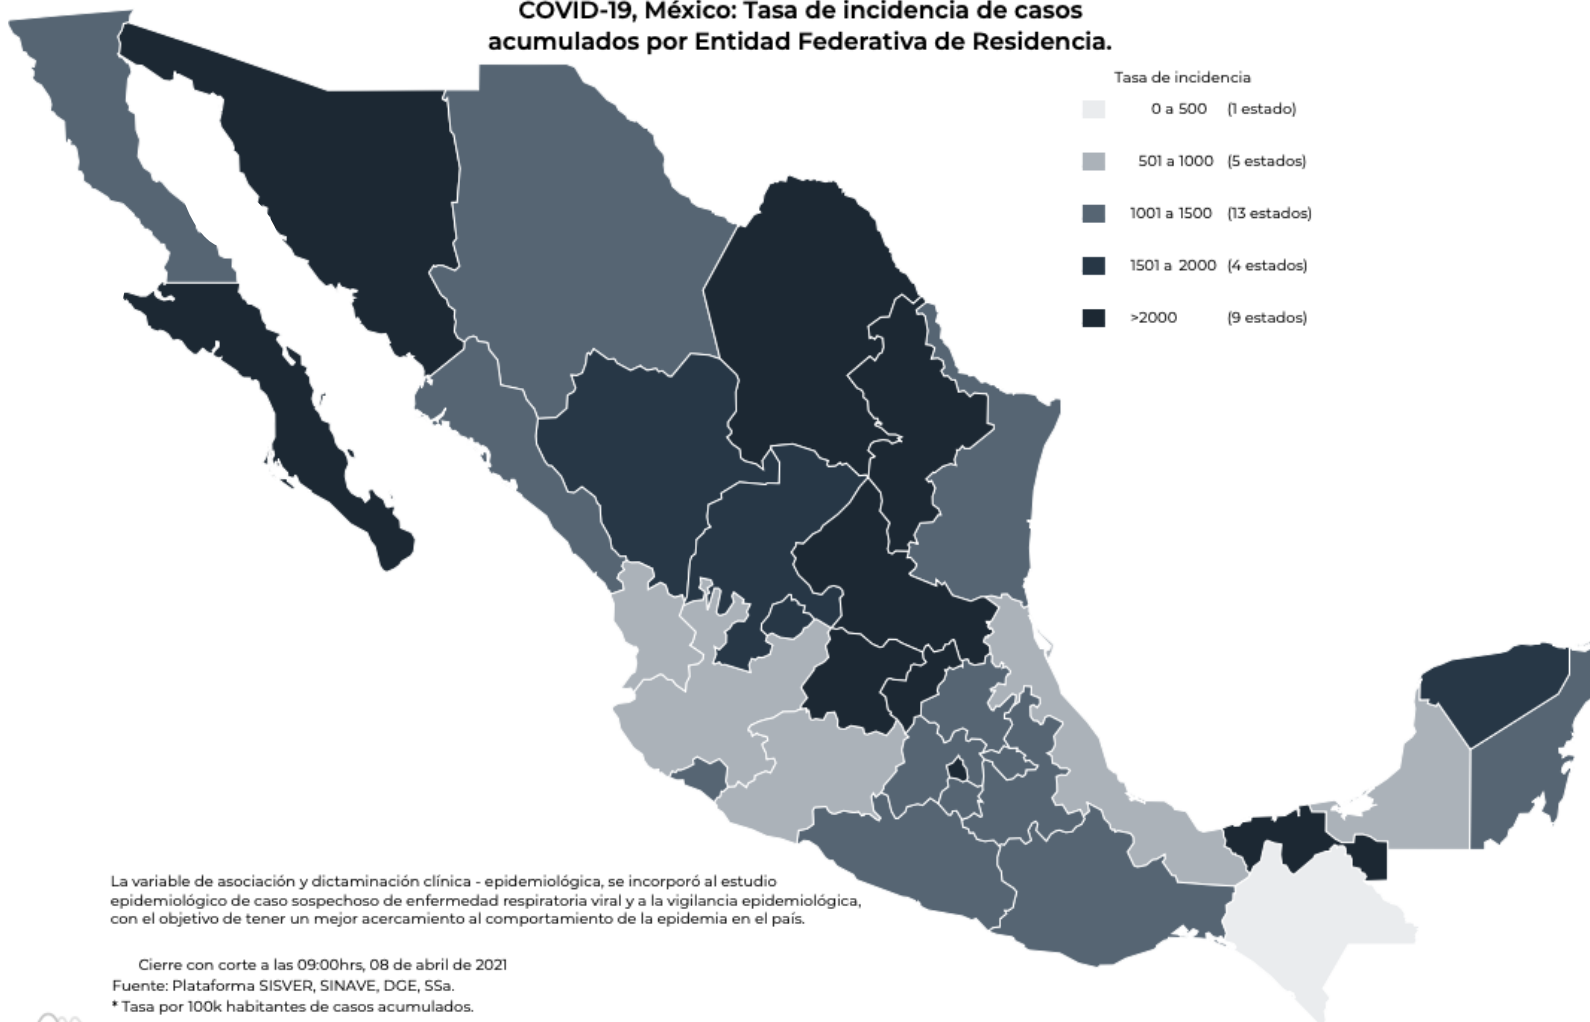 COVID-19, México: Tasa de incidencia de casos
acumulados por Entidad Federativa de Residencia.
Tasa de incidencia
0 a 500 (1 estado)
501 a 1000 (5 estados)
1001 a 1500 (13 estados)
1501 a 2000 (4 estados)
>2000 (9 estados)
La variable de asociación y dictaminación clínica - epidemiológica, se incorporó al estudio
epidemiológico de caso sospechoso de enfermedad respiratoria viral y a la vigilancia epidemiológica,
con el objetivo de tener un mejor acercamiento al comportamiento de la epidemia en el país.
Cierre con corte a las 09:00hrs, 08 de abril de 2021
Fuente: Plataforma SISVER, SINAVE, DGE, SSa.
* Tasa por 100k habitantes de casos acumulados.